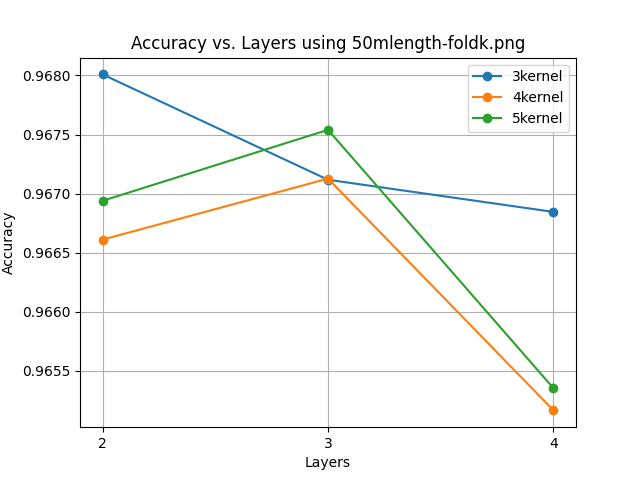 Accuracy vs. Layers using 50mlength-foldk.png
3kernel
4kernel
5kernel
0.9680
0.9675
0.9670
0.9665
0.9660
0.9655
Accuracy
2 3 4
Layers